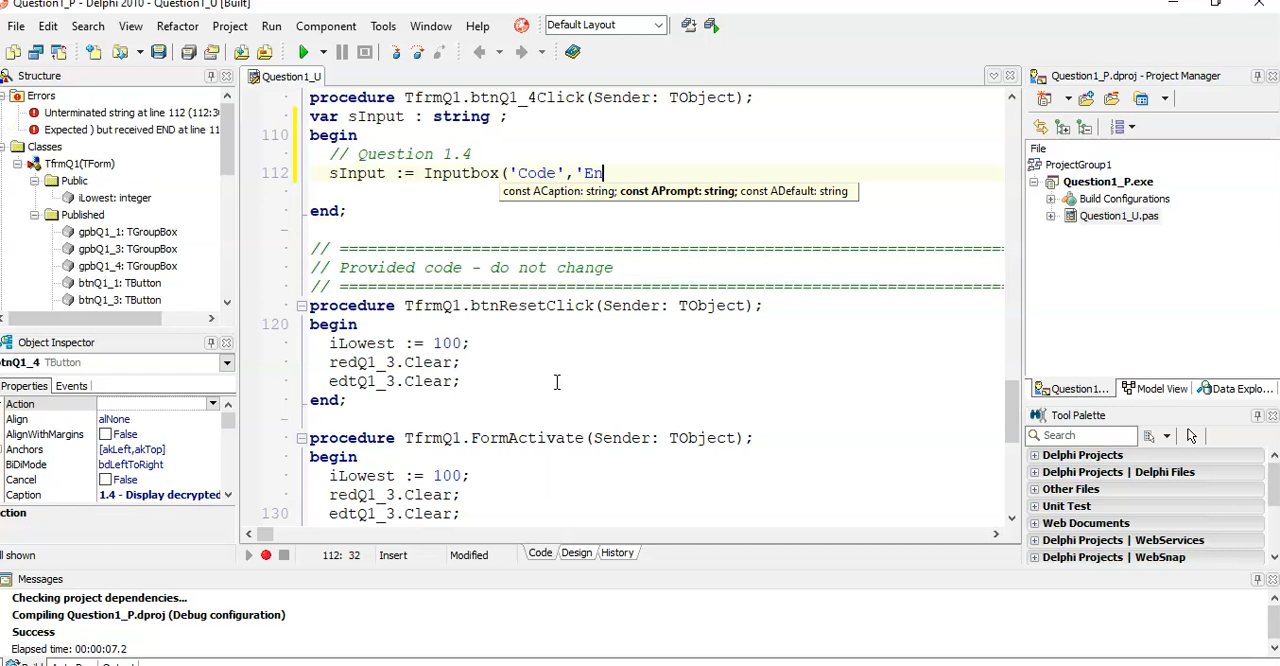 Question1_P - Delphi 2010 - Question1_U [Built]
File Edit Search View Refactor Project Run Component Tools Window Help Default Layout
Structure
Errors
Unterminated string at line 112 (112:3
Expected ) but received END at line 11
Classes
TfrmQ1(TForm)
Public
iLowest: integer
Published
gpbQ1_1: TGroupBox
gpbQ1_3: TGroupBox
gpbQ1_4: TGroupBox
btnQ1_1: TButton
btnQ1_3: TButton
Object Inspector
btnQ1_4 TButton
Properties Events
Action
Align alNone
AlignWithMargins False
Anchors [akLeft,akTop]
BiDiMode bdLeftToRight
Cancel False
Caption 1.4 - Display decrypted
ction
ll shown
Question1_U
procedure TfrmQ1.btnQ1_4Click(Sender: TObject);
var sInput : string ;
110 begin
// Question 1.4
112 sInput := Inputbox('Code','En
const ACaption: string; const APrompt: string; const ADefault: string
end;
// ======================================================================
// Provided code - do not change
// ======================================================================
procedure TfrmQ1.btnResetClick(Sender: TObject);
120 begin
iLowest := 100;
redQ1_3.Clear;
edtQ1_3.Clear;
end;
procedure TfrmQ1.FormActivate(Sender: TObject);
begin
iLowest := 100;
redQ1_3.Clear;
130 edtQ1_3.Clear;
112: 32 Insert Modified Code Design History
Question1_P.dproj - Project Manager
File
ProjectGroup1
Question1_P.exe
Build Configurations
Question1_U.pas
Question1... Model View Data Explo...
Tool Palette
Search
Delphi Projects
Delphi Projects | Delphi Files
Other Files
Unit Test
Web Documents
Delphi Projects | WebServices
Delphi Projects | WebSnap
Messages
Checking project dependencies...
Compiling Question1_P.dproj (Debug configuration)
Success
Elapsed time: 00:00:07.2